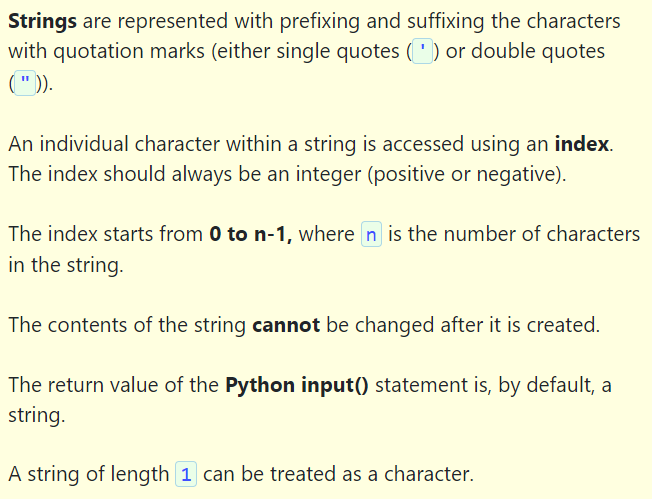 Strings are represented with prefixing and suffixing the characters
with quotation marks (either single quotes (') or double quotes
(")).
An individual character within a string is accessed using an index.
The index should always be an integer (positive or negative).
The index starts from 0 to n-1, where n is the number of characters
in the string.
The contents of the string cannot be changed after it is created.
The return value of the Python input() statement is, by default, a
string.
A string of length 1 can be treated as a character.